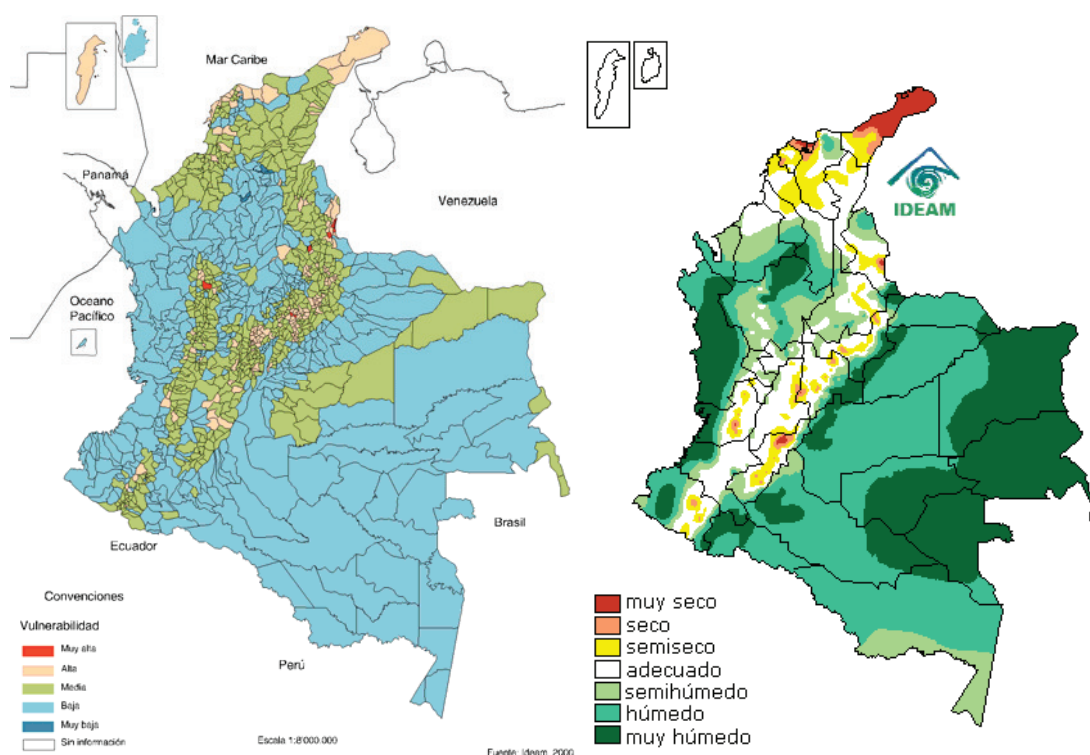 Mar Caribe
Panamá
Venezuela
Oceano
Pacífico
Brasil
Ecuador
Perú
Convenciones
Vulnerabilidad
Muy alta
Alta
Media
Baja
Muy baja
Sin información
Escala 1:8'000.000
Fuente: Ideam, 2000
IDEAM
muy seco
seco
semiseco
adecuado
semihúmedo
húmedo
muy húmedo